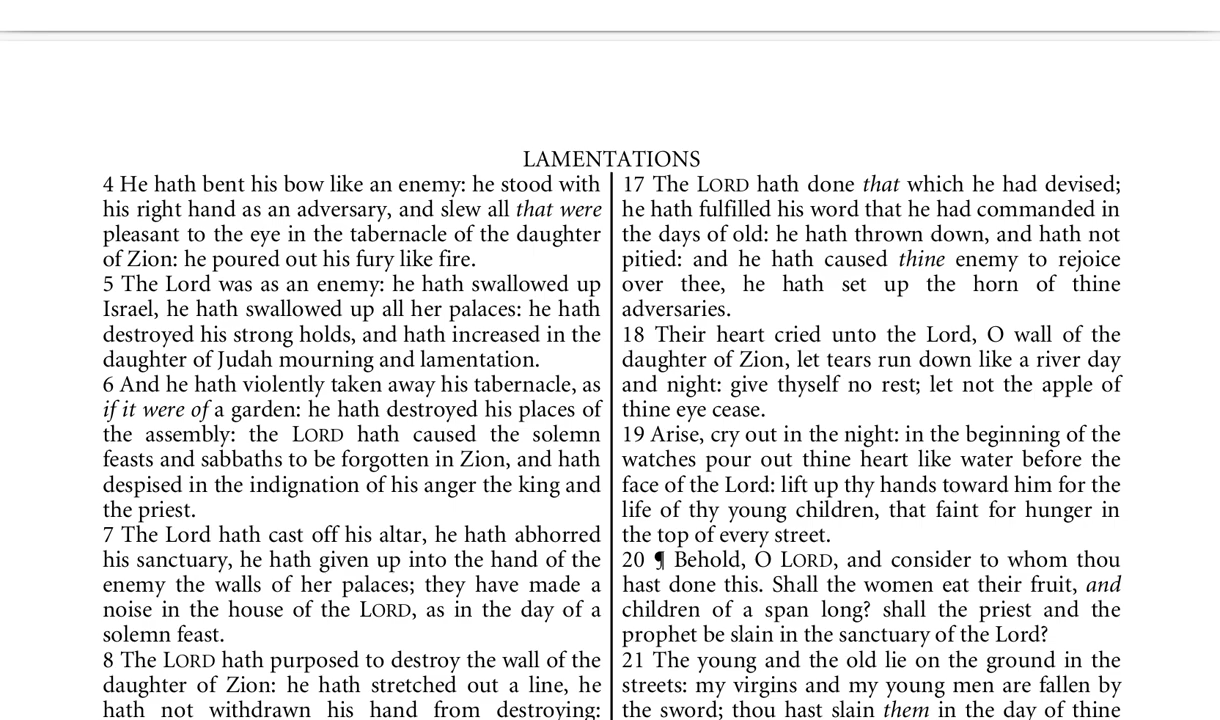 LAMENTATIONS
4 He hath bent his bow like an enemy: he stood with
his right hand as an adversary, and slew all that were
pleasant to the eye in the tabernacle of the daughter
of Zion: he poured out his fury like fire.
5 The Lord was as an enemy: he hath swallowed up
Israel, he hath swallowed up all her palaces: he hath
destroyed his strong holds, and hath increased in the
daughter of Judah mourning and lamentation.
6 And he hath violently taken away his tabernacle, as
if it were of a garden: he hath destroyed his places of
the assembly: the LORD hath caused the solemn
feasts and sabbaths to be forgotten in Zion, and hath
despised in the indignation of his anger the king and
the priest.
7 The Lord hath cast off his altar, he hath abhorred
his sanctuary, he hath given up into the hand of the
enemy the walls of her palaces; they have made a
noise in the house of the LORD, as in the day of a
solemn feast.
8 The LORD hath purposed to destroy the wall of the
daughter of Zion: he hath stretched out a line, he
hath not withdrawn his hand from destroying:
17 The LORD hath done that which he had devised;
he hath fulfilled his word that he had commanded in
the days of old: he hath thrown down, and hath not
pitied: and he hath caused thine enemy to rejoice
over thee, he hath set up the horn of thine
adversaries.
18 Their heart cried unto the Lord, O wall of the
daughter of Zion, let tears run down like a river day
and night: give thyself no rest; let not the apple of
thine eye cease.
19 Arise, cry out in the night: in the beginning of the
watches pour out thine heart like water before the
face of the Lord: lift up thy hands toward him for the
life of thy young children, that faint for hunger in
the top of every street.
20 ¶ Behold, O LORD, and consider to whom thou
hast done this. Shall the women eat their fruit, and
children of a span long? shall the priest and the
prophet be slain in the sanctuary of the Lord?
21 The young and the old lie on the ground in the
streets: my virgins and my young men are fallen by
the sword; thou hast slain them in the day of thine